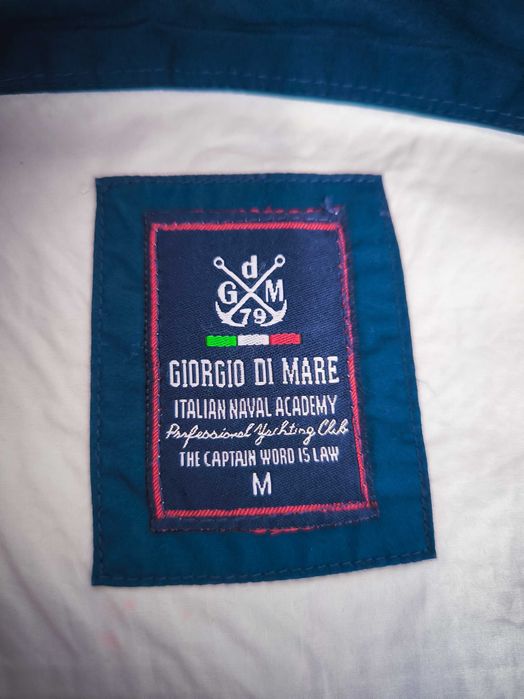 d
G M
79
GIORGIO DI MARE
ITALIAN NAVAL ACADEMY
Professional Yachting Club
THE CAPTAIN WORD IS LAW
M